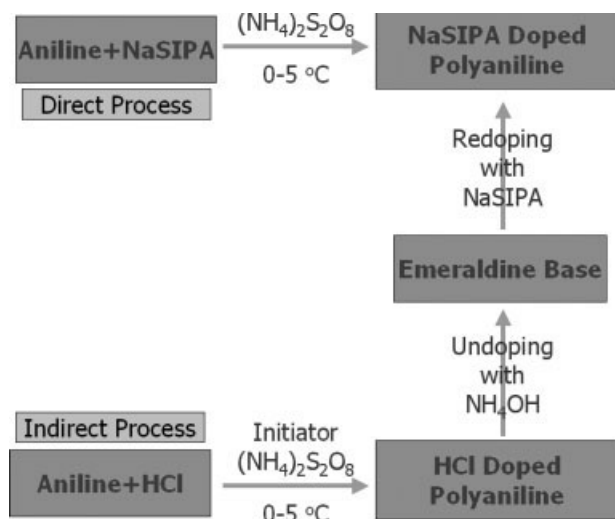 Aniline+NaSIPA
Direct Process
(NH₄)₂S₂O₈
0-5 °C
NaSIPA Doped
Polyaniline
Redoping
with
NaSIPA
Emeraldine Base
Undoping
with
NH₄OH
Indirect Process
Aniline+HCl
Initiator
(NH₄)₂S₂O₈
0-5 °C
HCl Doped
Polyaniline